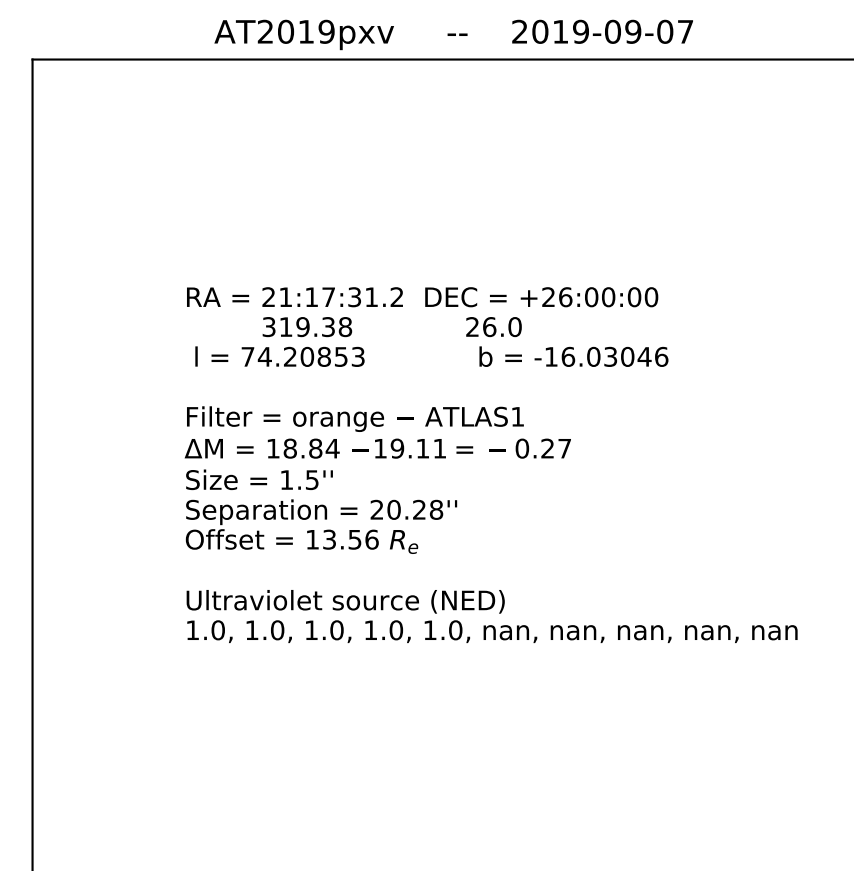 AT2019pxv -- 2019-09-07
RA = 21:17:31.2 DEC = +26:00:00
319.38 26.0
l = 74.20853 b = -16.03046
Filter = orange − ATLAS1
ΔM = 18.84 −19.11 = − 0.27
Size = 1.5''
Separation = 20.28''
Offset = 13.56 Re
Ultraviolet source (NED)
1.0, 1.0, 1.0, 1.0, 1.0, nan, nan, nan, nan, nan